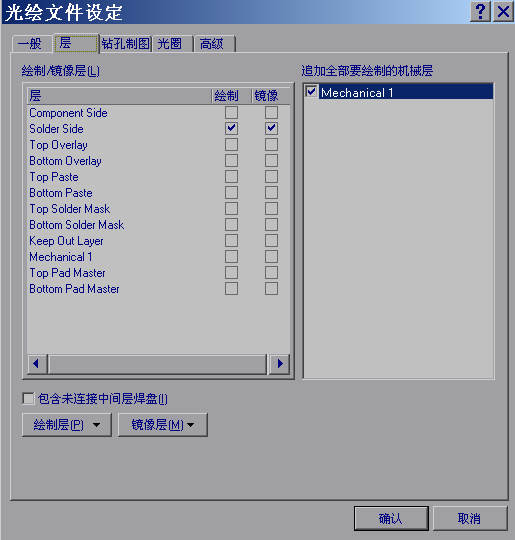 光绘文件设定
一般 层 钻孔制图 光圈 高级
绘制/镜像层(L)
追加全部要绘制的机械层
层 绘制 镜像
Mechanical 1
Component Side
Solder Side
Top Overlay
Bottom Overlay
Top Paste
Bottom Paste
Top Solder Mask
Bottom Solder Mask
Keep Out Layer
Mechanical 1
Top Pad Master
Bottom Pad Master
包含未连接中间层焊盘(I)
绘制层(P) 镜像层(M)
确认 取消